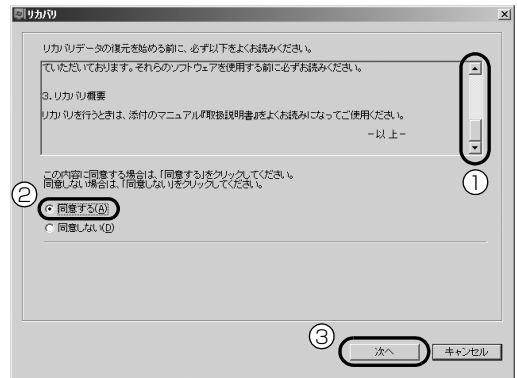 リカバリ
リカバリデータの復元を始める前に、必ず以下をよくお読みください。
ていただいております。それらのソフトウェアを使用する前に必ずお読みください。
3. リカバリ概要
リカバリを行うときは、添付のマニュアル『取扱説明書』をよくお読みになってご使用ください。
－以 上－
①
この内容に同意する場合は、「同意する」をクリックしてください。
同意しない場合は、「同意しない」をクリックしてください。
②
同意する(A)
同意しない(D)
③
次へ
キャンセル